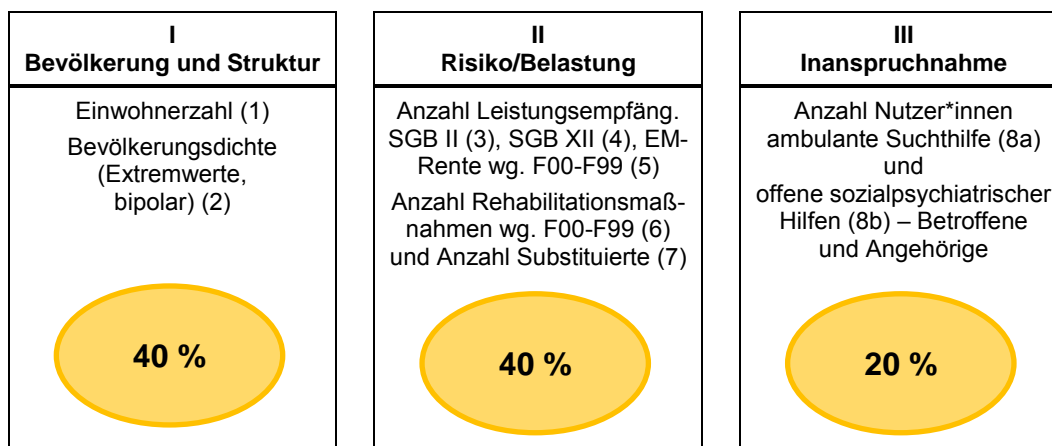 I
Bevölkerung und Struktur
Einwohnerzahl (1)
Bevölkerungsdichte
(Extremwerte,
bipolar) (2)
40 %
II
Risiko/Belastung
Anzahl Leistungsempfäng.
SGB II (3), SGB XII (4), EM-
Rente wg. F00-F99 (5)
Anzahl Rehabilitationsmaß-
nahmen wg. F00-F99 (6)
und Anzahl Substituierte (7)
40 %
III
Inanspruchnahme
Anzahl Nutzer*innen
ambulante Suchthilfe (8a)
und
offene sozialpsychiatrischer
Hilfen (8b) – Betroffene
und Angehörige
20 %